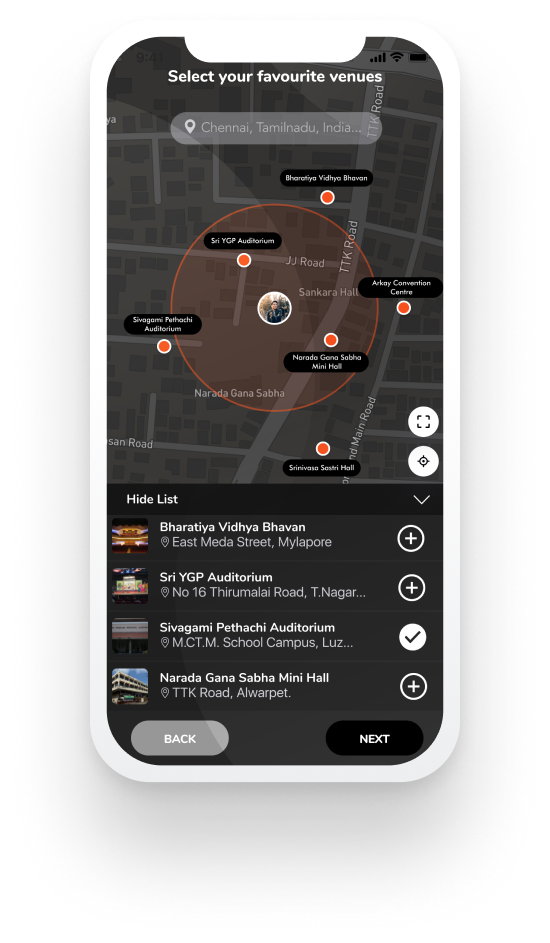 9:41
Select your favourite venues
Chennai, Tamilnadu, India...
ya
TTK Road
Bharatiya Vidhya Bhavan
TTK Road
Sri YGP Auditorium
JJ Road
Sankara Hall
Arkay Convention
Centre
Sivagami Pethachi
Auditorium
Narada Gana Sabha
Mini Hall
Narada Gana Sabha
nd Main Road
asan Road
Srinivasa Sastri Hall
Hide List
Bharatiya Vidhya Bhavan
East Meda Street, Mylapore
Sri YGP Auditorium
No 16 Thirumalai Road, T.Nagar...
Sivagami Pethachi Auditorium
M.CT.M. School Campus, Luz...
Narada Gana Sabha Mini Hall
TTK Road, Alwarpet.
BACK
NEXT